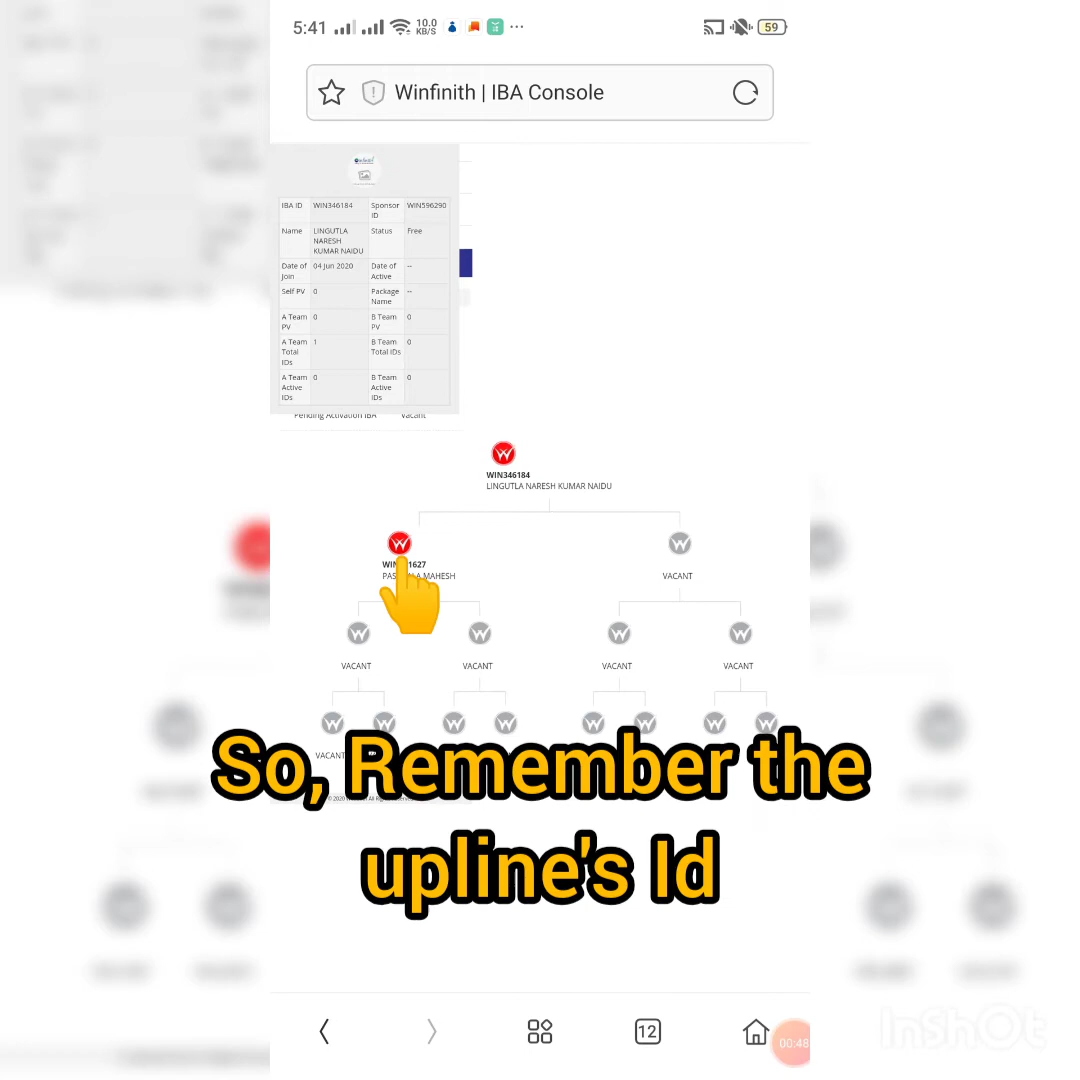 5:41
10.0
KB/S
59
Winfinith | IBA Console
IBA ID WIN346184 Sponsor ID WIN596290
Name LINGUTLA NARESH KUMAR NAIDU Status Free
Date of Join 04 Jun 2020 Date of Active --
Self PV 0 Package Name --
A Team PV 0 B Team PV 0
A Team Total IDs 1 B Team Total IDs 0
A Team Active IDs 0 B Team Active IDs 0
Pending Activation IBA Vacant
WIN346184
LINGUTLA NARESH KUMAR NAIDU
1627
MAHESH
VACANT
VACANT VACANT VACANT VACANT
VACANT
So, Remember the
upline's Id
12
00:48
InShOt